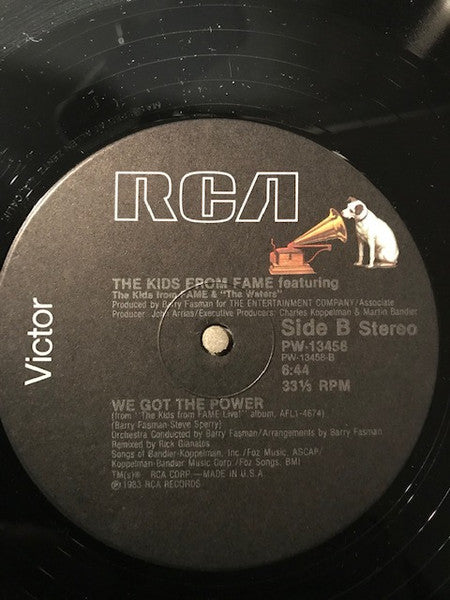 RCA
Victor
THE KIDS FROM FAME featuring
The Kids from FAME & "The Waters"
Produced by Barry Fasman for THE ENTERTAINMENT COMPANY/Associate
Producer: John Arrias/Executive Producers: Charles Koppelman & Martin Bandier
Side B Stereo
PW-13458
PW-13458-B
6:44
33⅓ RPM
WE GOT THE POWER
(from "The Kids from FAME Live!" album, AFL1-4674)
(Barry Fasman-Steve Sperry)
Orchestra Conducted by Barry Fasman/Arrangements by Barry Fasman
Remixed by Rick Gianatos
Songs of Bandier-Koppelman, Inc./Foz Music, ASCAP/
Koppelman-Bandier Music Corp./Foz Songs, BMI
TM(s)® RCA CORP.—MADE IN U.S.A.
℗1983 RCA RECORDS